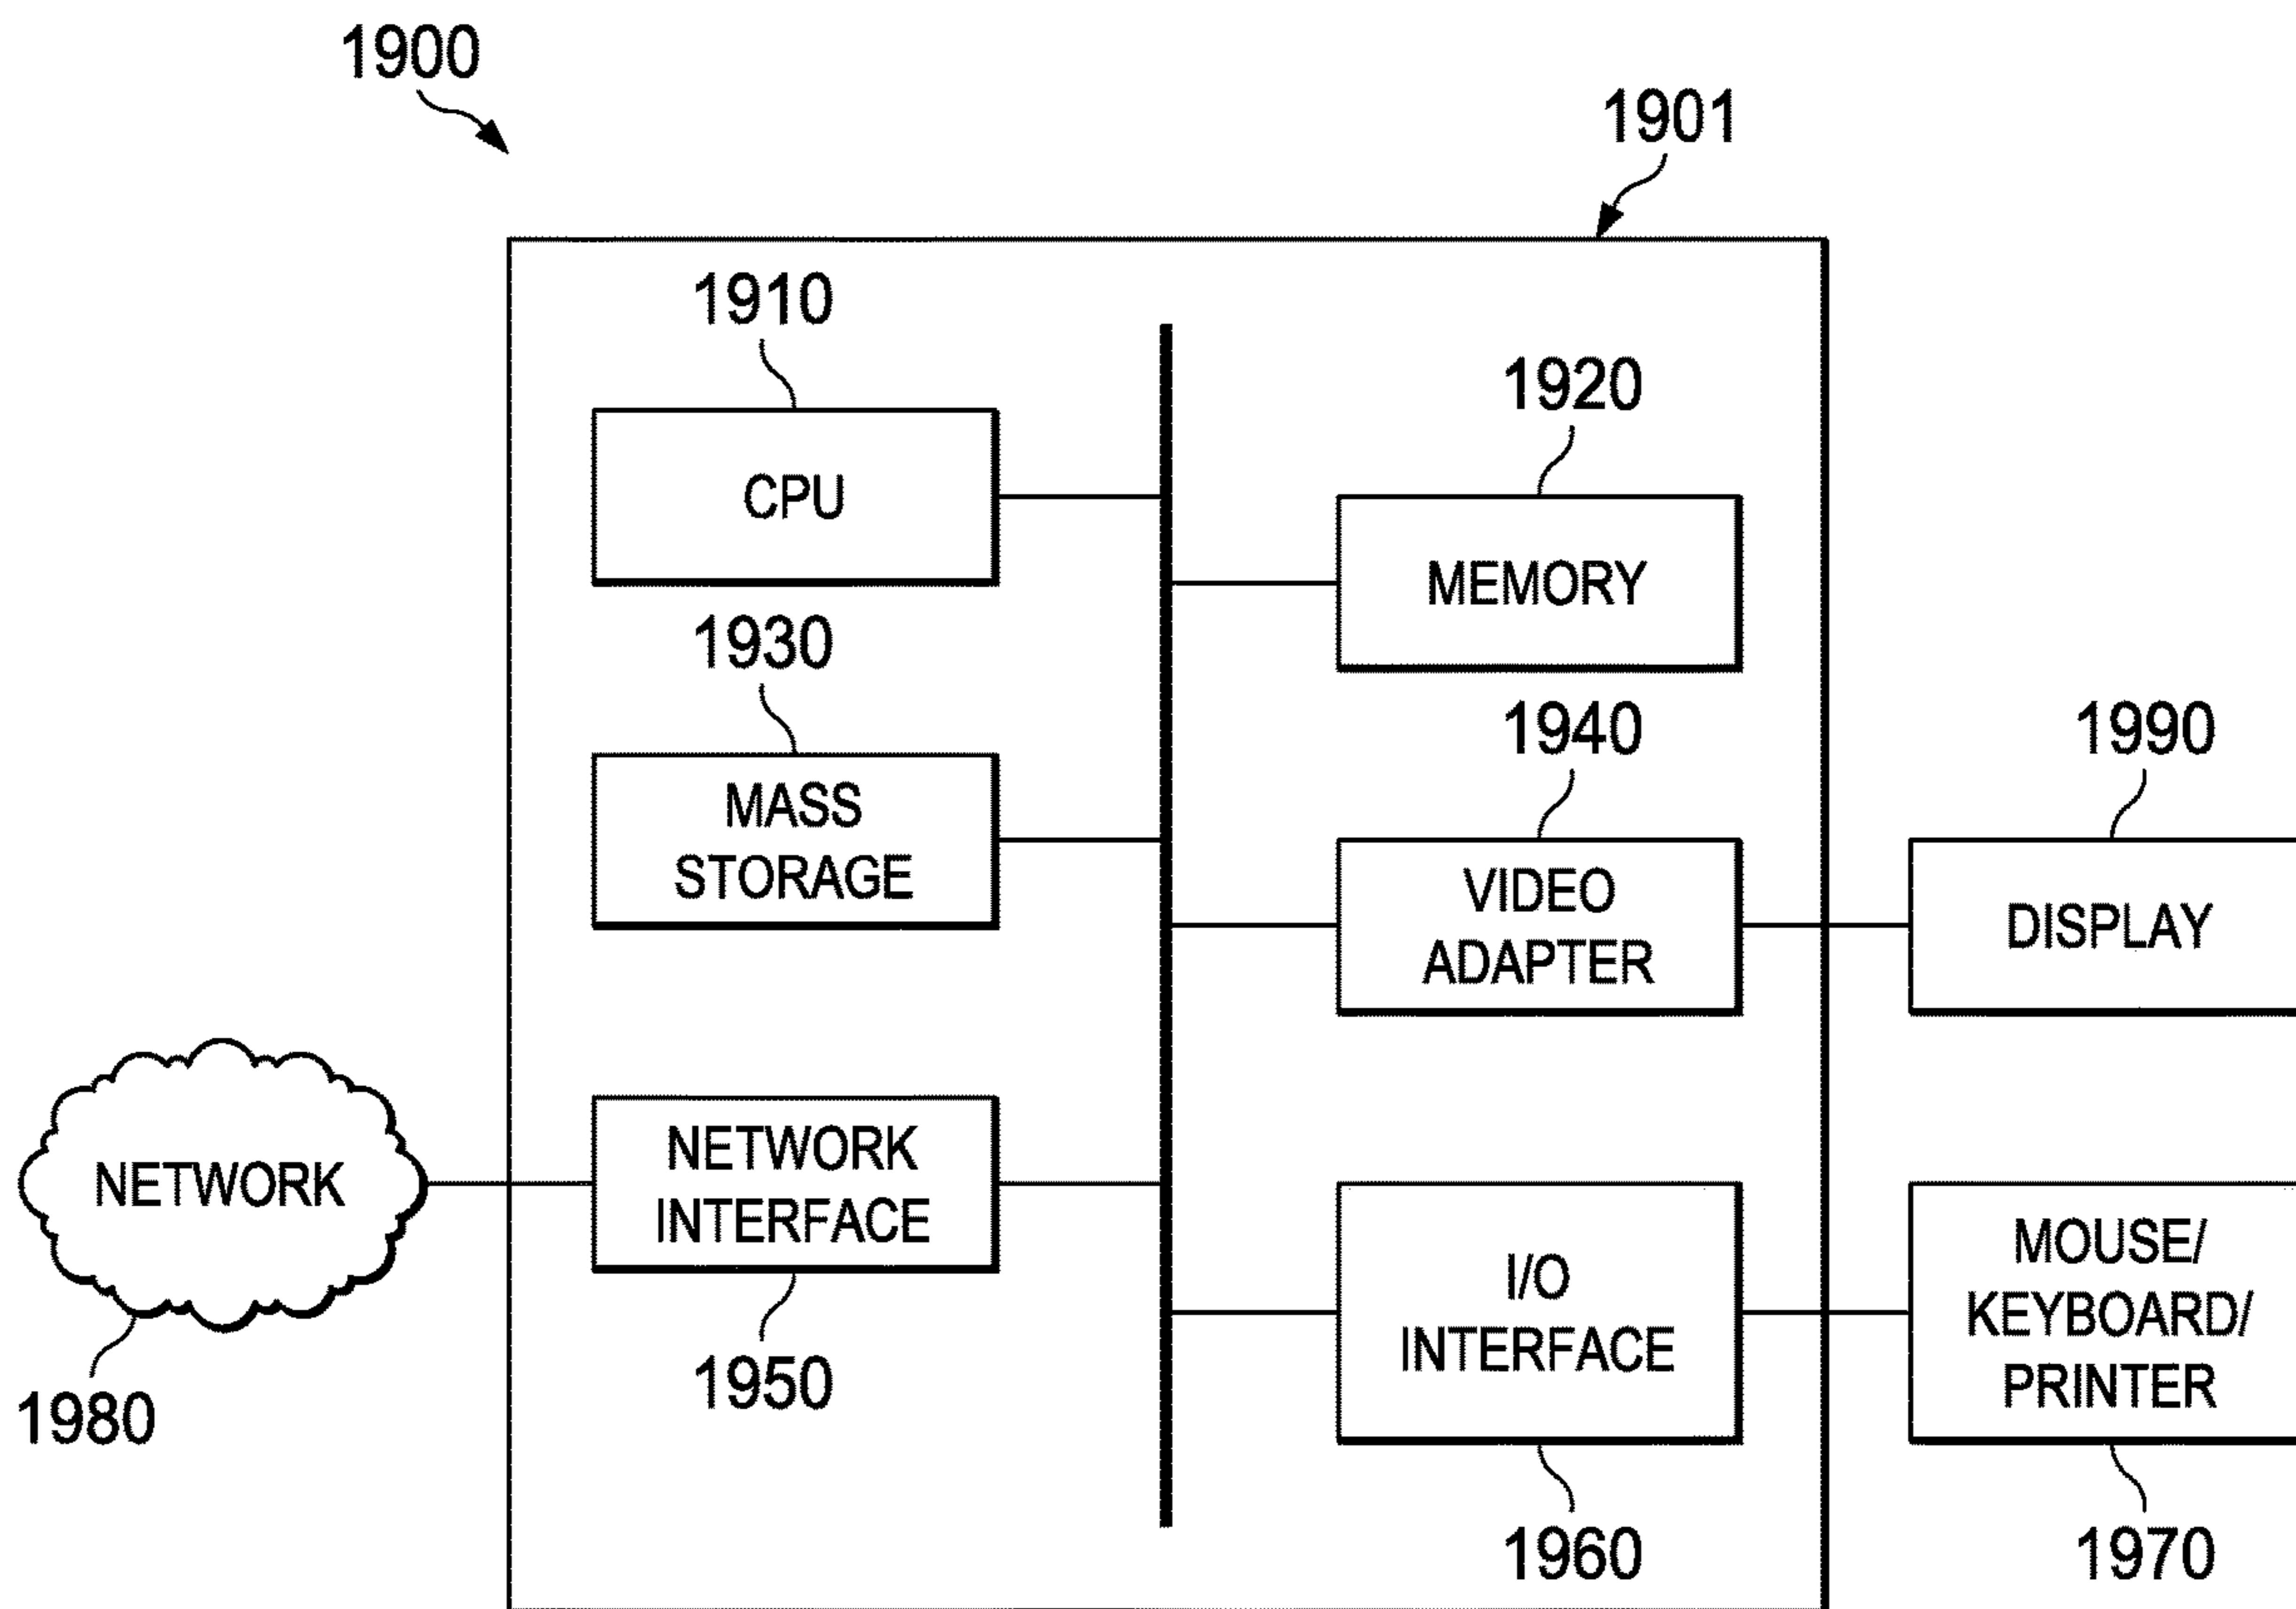 1900
1901
1910
CPU
1920
MEMORY
1930
MASS
STORAGE
1940
VIDEO
ADAPTER
1990
DISPLAY
NETWORK
1980
NETWORK
INTERFACE
1950
I/O
INTERFACE
1960
MOUSE/
KEYBOARD/
PRINTER
1970